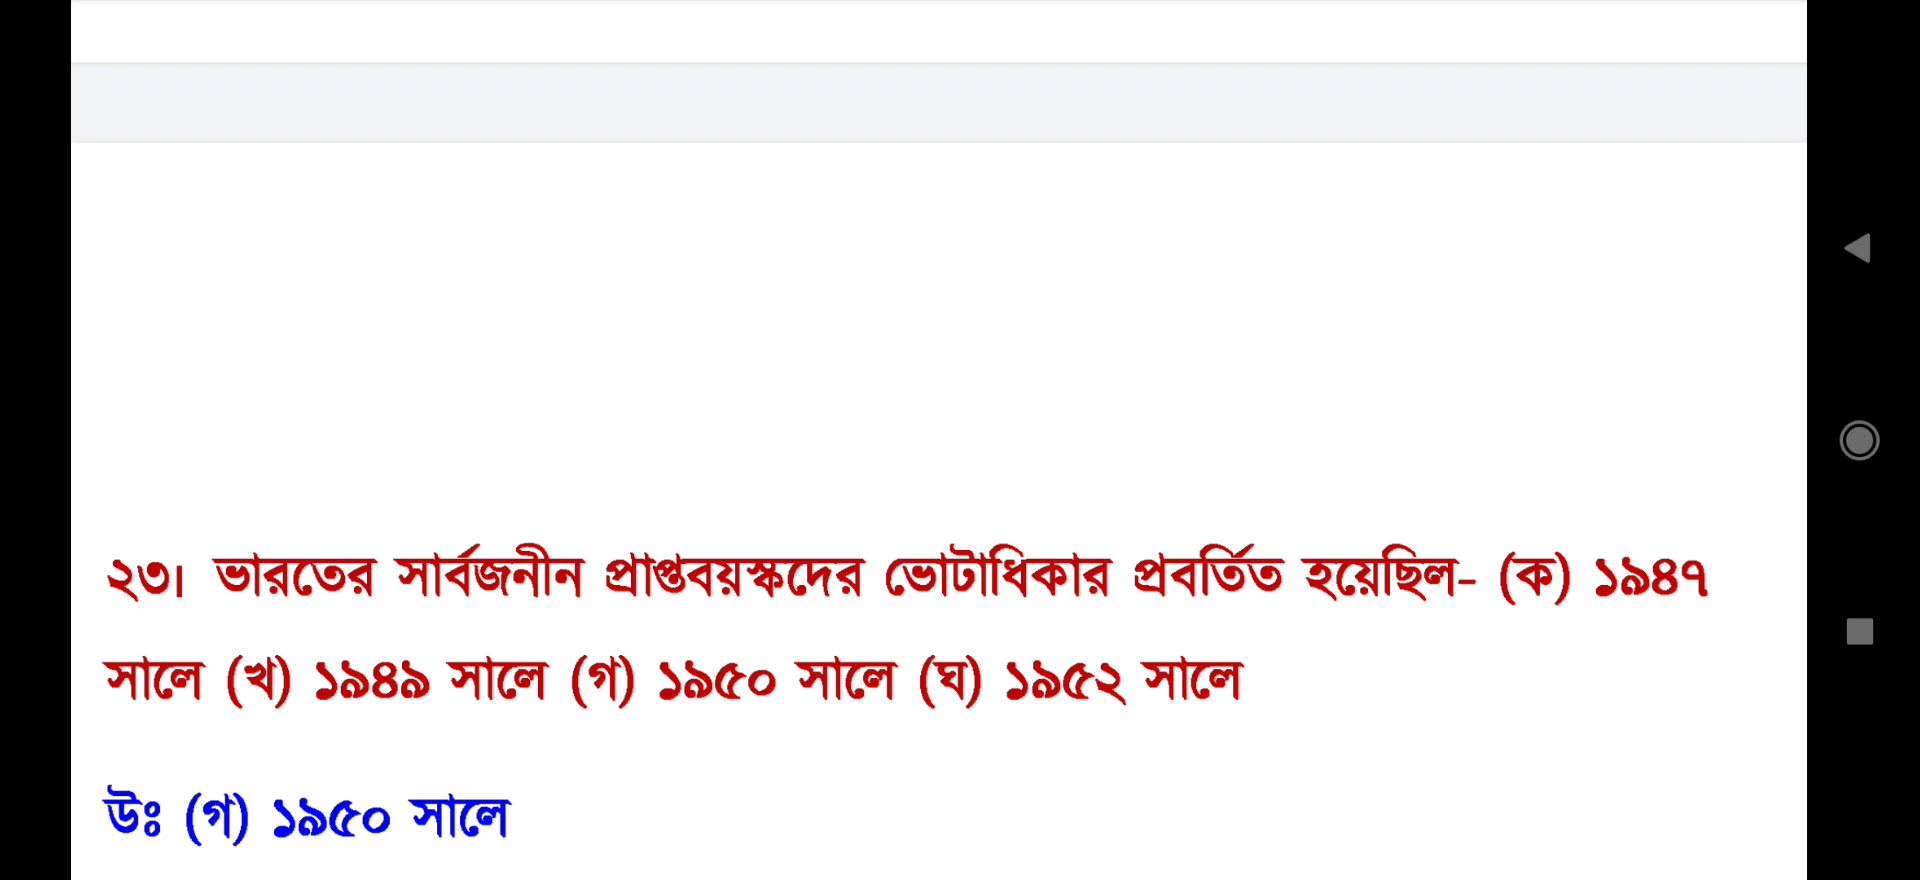 ২৩। ভারতের সার্বজনীন প্রাপ্তবয়স্কদের ভোটাধিকার প্রবর্তিত হয়েছিল- (ক) ১৯৪৭
সালে (খ) ১৯৪৯ সালে (গ) ১৯৫০ সালে (ঘ) ১৯৫২ সালে
উঃ (গ) ১৯৫০ সালে